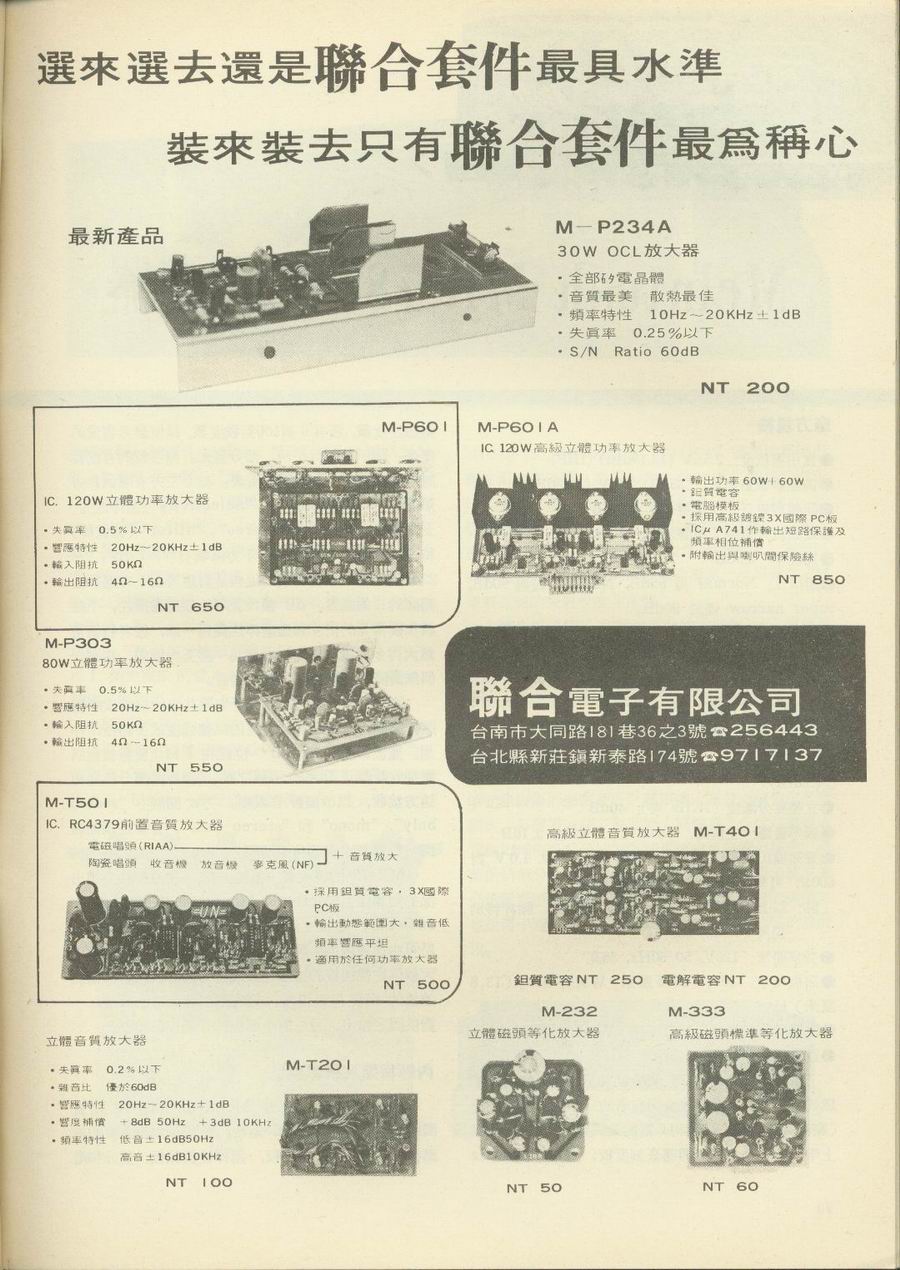 選來選去還是聯合套件最具水準
裝來裝去只有聯合套件最爲稱心
最新產品
M－P234A
30W OCL放大器
・全部矽電晶體
・音質最美 散熱最佳
・頻率特性 10Hz～20KHz±1dB
・失眞率 0.25%以下
・S/N Ratio 60dB
NT 200
M-P601
IC. 120W立體功率放大器
・失眞率 0.5%以下
・響應特性 20Hz～20KHz±1dB
・輸入阻抗 50KΩ
・輸出阻抗 4Ω～16Ω
NT 650
M-P601A
IC. 120W高級立體功率放大器
・輸出功率60W+60W
・鉭質電容
・電腦模板
・採用高級鍍鎳3X國際PC板
・ICμA741作輸出短路保護及
頻率相位補償
・附輸出與喇叭間保險絲
NT 850
M-P303
80W立體功率放大器
・失眞率 0.5%以下
・響應特性 20Hz～20KHz±1dB
・輸入阻抗 50KΩ
・輸出阻抗 4Ω～16Ω
NT 550
聯合電子有限公司
台南市大同路181巷36之3號☎256443
台北縣新莊鎮新泰路174號☎9717137
M-T501
IC. RC4379前置音質放大器
電磁唱頭(RIAA)
陶瓷唱頭 收音機 放音機 麥克風(NF)
＋音質放大
=UN=
・採用鉭質電容，3X國際
PC板
・輸出動態範圍大，雜音低
頻率響應平坦
・適用於任何功率放大器
NT 500
高級立體音質放大器 M-T401
鉭質電容NT 250 電解電容NT 200
立體音質放大器
・失眞率 0.2%以下
・雜音比 優於60dB
・響應特性 20Hz～20KHz±1dB
・響度補償 +8dB 50Hz +3dB 10KHz
・頻率特性 低音±16dB50Hz
高音±16dB10KHz
NT 100
M-T201
M-232
立體磁頭等化放大器
NT 50
M-333
高級磁頭標準等化放大器
NT 60